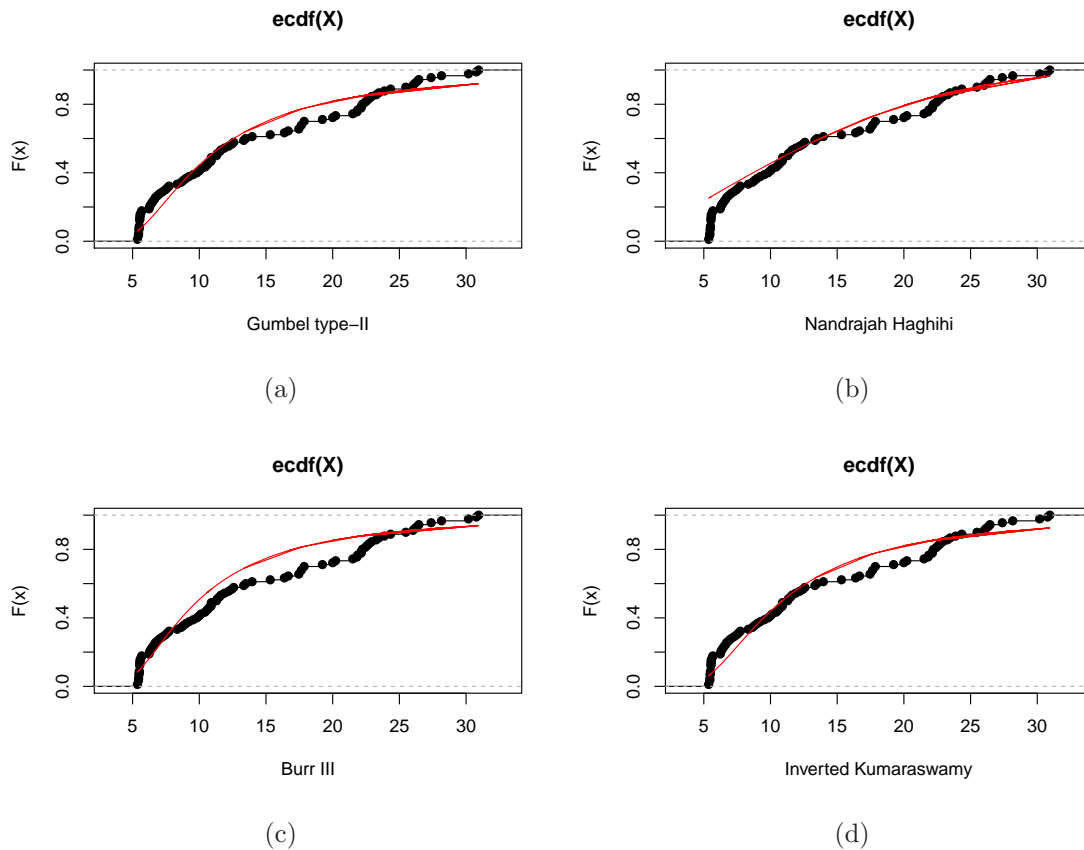 ecdf(X)
F(x)
0.0 0.4 0.8
5 10 15 20 25 30
Gumbel type−II
(a)
ecdf(X)
F(x)
0.0 0.4 0.8
5 10 15 20 25 30
Nandrajah Haghihi
(b)
ecdf(X)
F(x)
0.0 0.4 0.8
5 10 15 20 25 30
Burr III
(c)
ecdf(X)
F(x)
0.0 0.4 0.8
5 10 15 20 25 30
Inverted Kumaraswamy
(d)